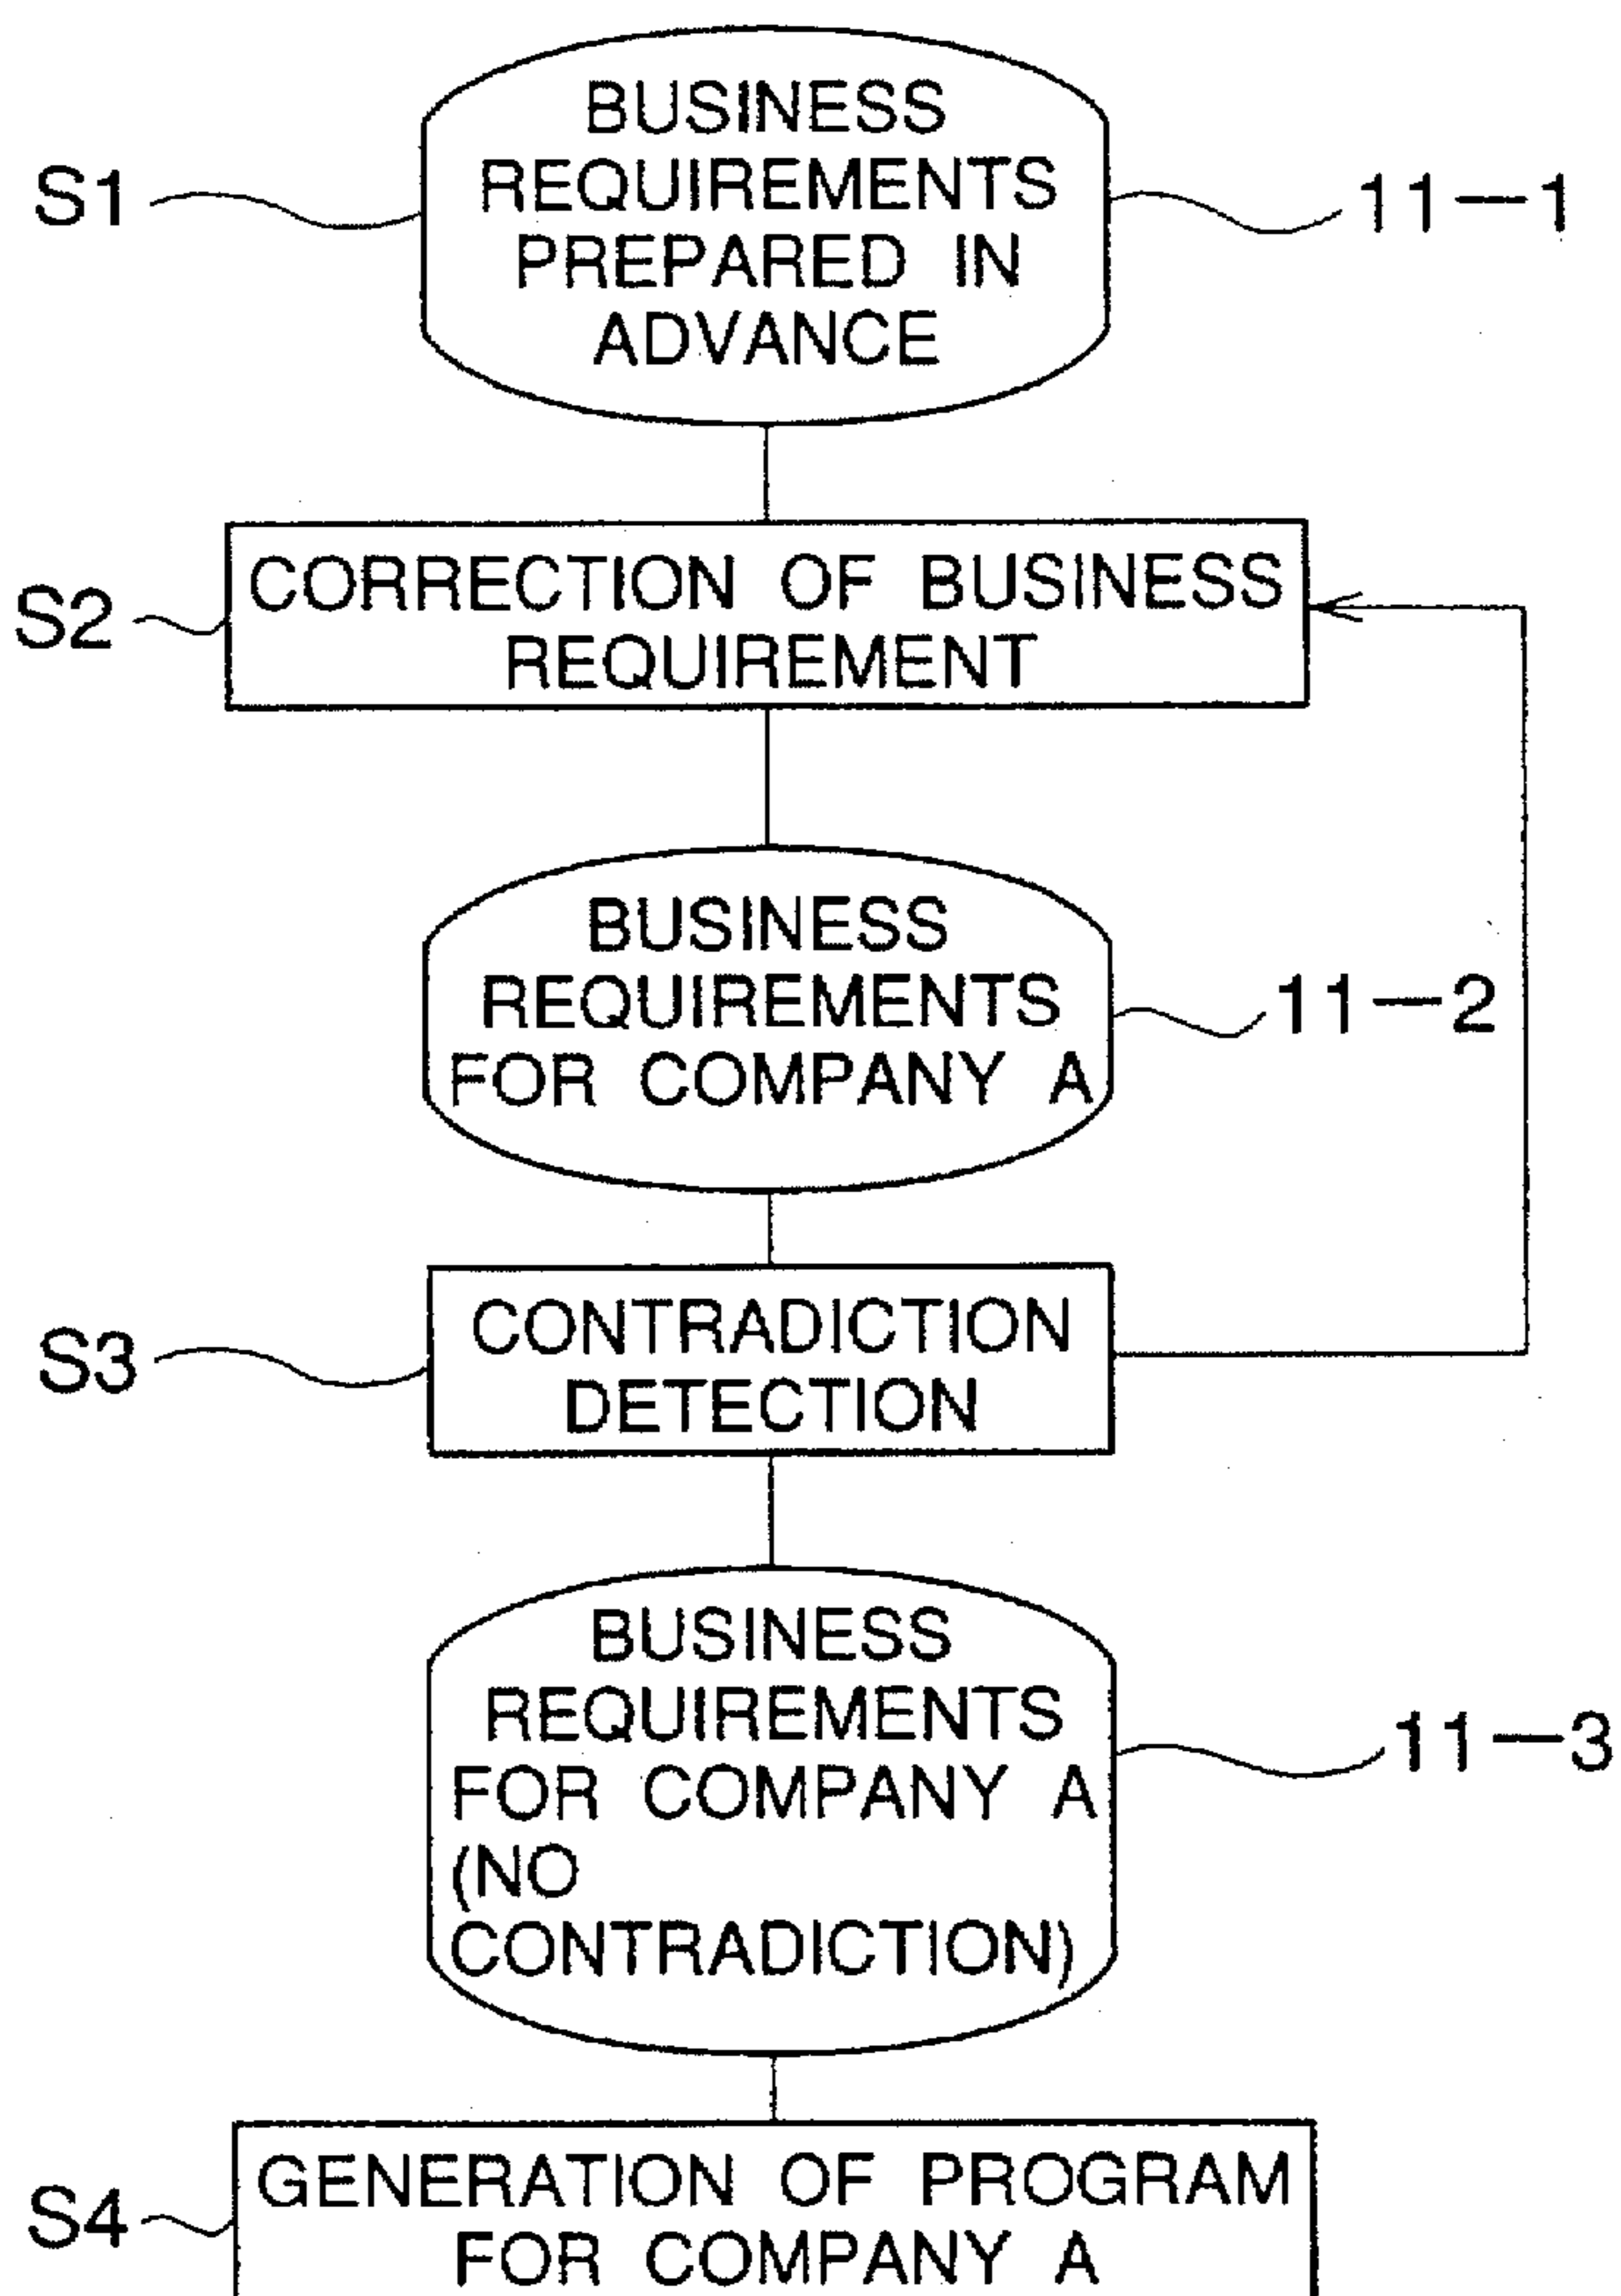 BUSINESS
REQUIREMENTS
PREPARED IN
ADVANCE
S1
11-1
CORRECTION OF BUSINESS
REQUIREMENT
S2
BUSINESS
REQUIREMENTS
FOR COMPANY A
11-2
CONTRADICTION
DETECTION
S3
BUSINESS
REQUIREMENTS
FOR COMPANY A
(NO
CONTRADICTION)
11-3
GENERATION OF PROGRAM
FOR COMPANY A
S4